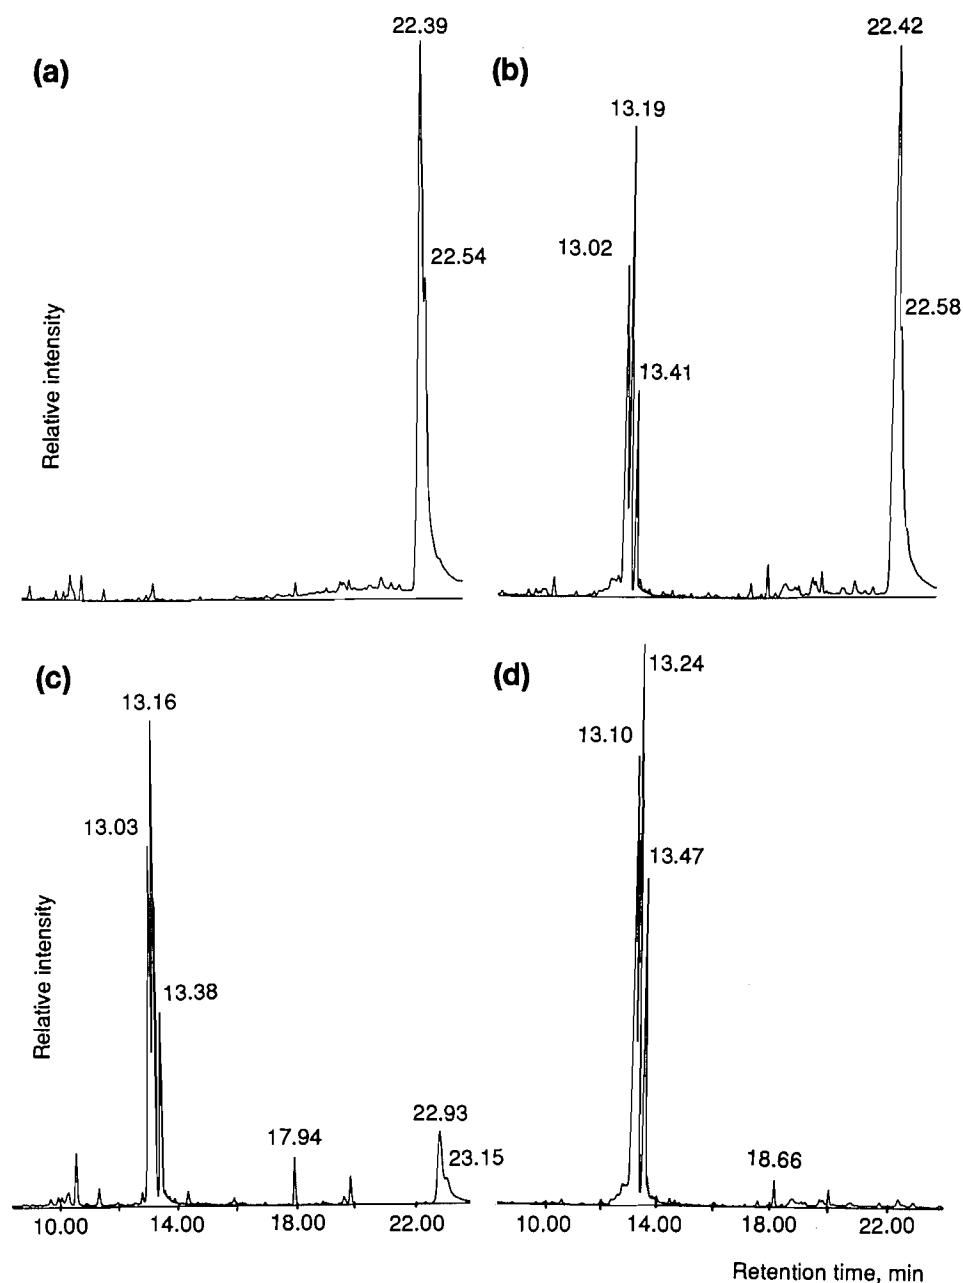 22.39
22.42
(a)
(b)
13.19
13.02
22.54
22.58
13.41
Relative intensity
(c)
(d)
13.24
13.16
13.10
13.03
13.47
13.38
Relative intensity
22.93
17.94
23.15
18.66
10.00 14.00 18.00 22.00
10.00 14.00 18.00 22.00
Retention time, min